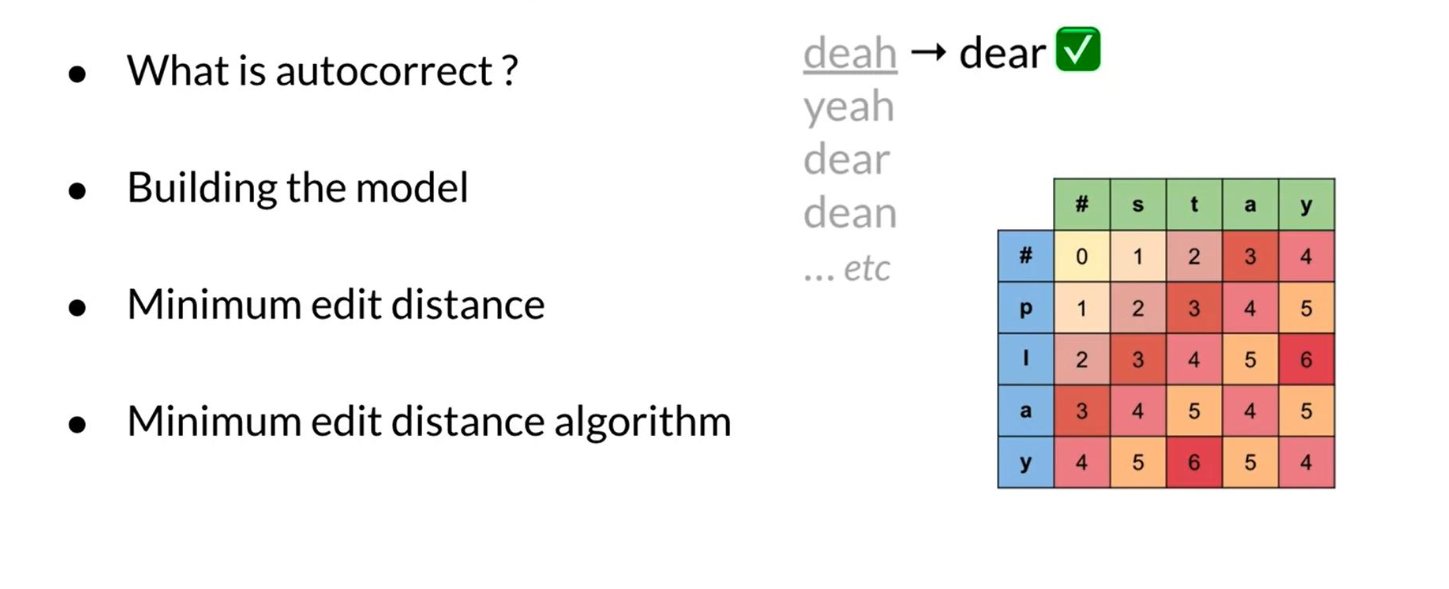 ● What is autocorrect ?
● Building the model
● Minimum edit distance
● Minimum edit distance algorithm
deah → dear ✅
yeah
dear
dean
... etc
# s t a y
# 0 1 2 3 4
p 1 2 3 4 5
l 2 3 4 5 6
a 3 4 5 4 5
y 4 5 6 5 4